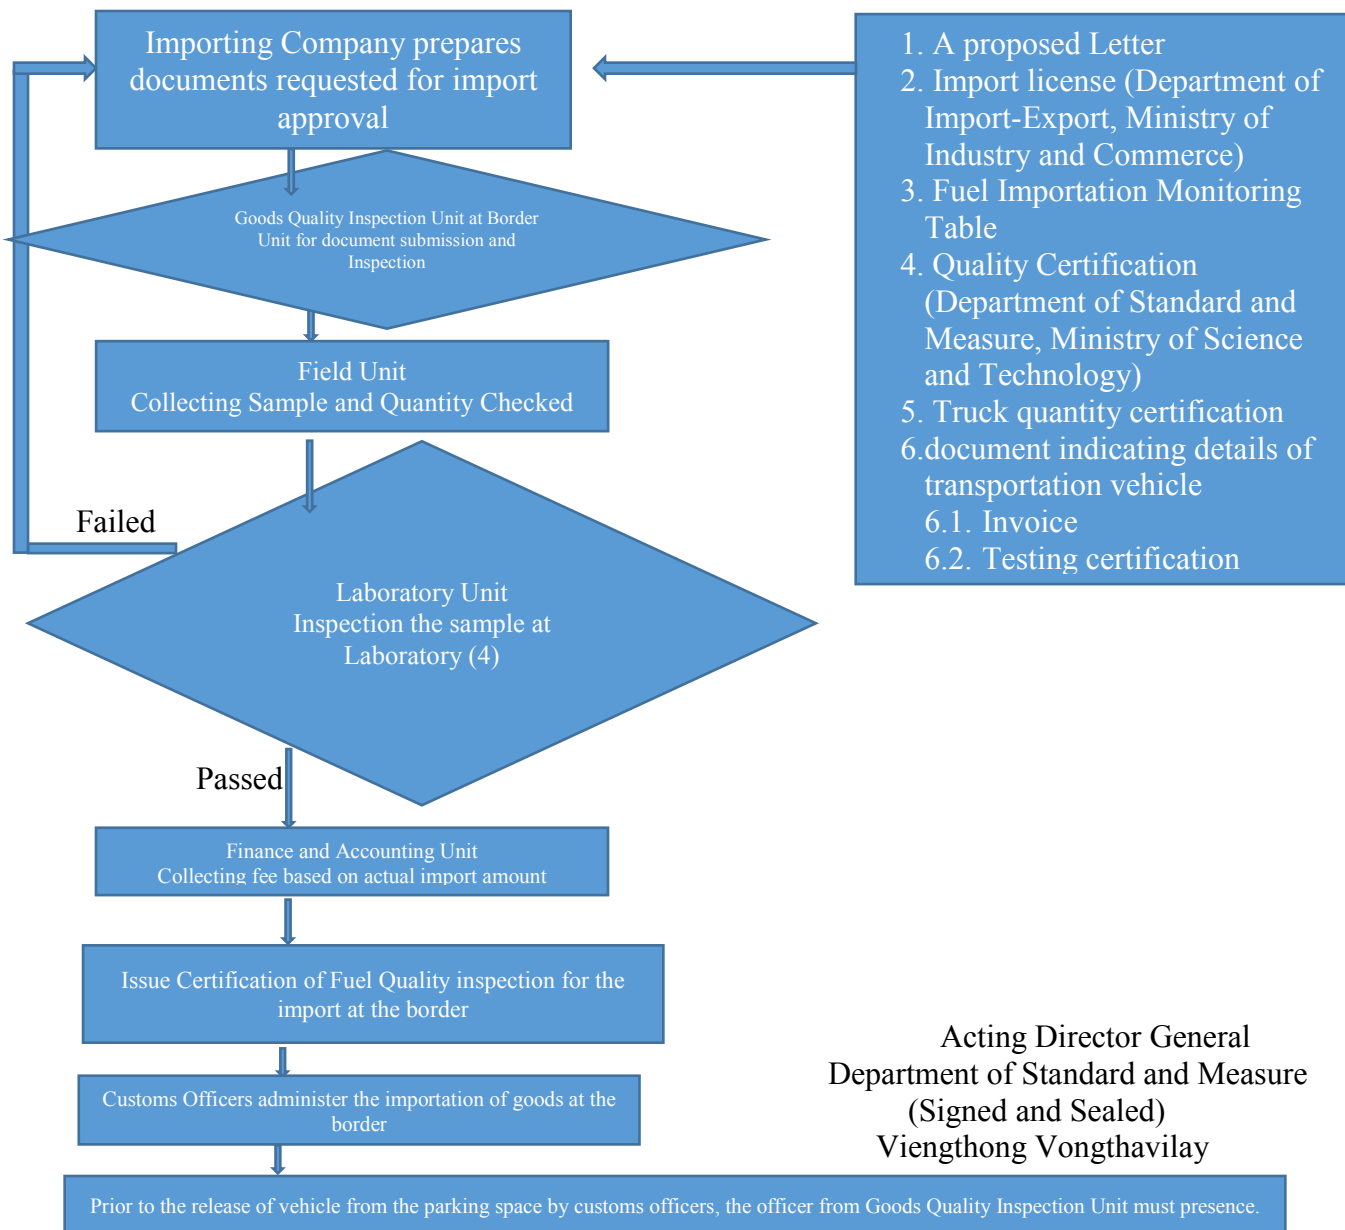 Importing Company prepares
documents requested for import
approval
1. A proposed Letter
2. Import license (Department of
Import-Export, Ministry of
Industry and Commerce)
3. Fuel Importation Monitoring
Table
4. Quality Certification
(Department of Standard and
Measure, Ministry of Science
and Technology)
5. Truck quantity certification
6.document indicating details of
transportation vehicle
6.1. Invoice
6.2. Testing certification
Goods Quality Inspection Unit at Border
Unit for document submission and
Inspection
Field Unit
Collecting Sample and Quantity Checked
Failed
Laboratory Unit
Inspection the sample at
Laboratory (4)
Passed
Finance and Accounting Unit
Collecting fee based on actual import amount
Issue Certification of Fuel Quality inspection for the
import at the border
Customs Officers administer the importation of goods at the
border
Acting Director General
Department of Standard and Measure
(Signed and Sealed)
Viengthong Vongthavilay
Prior to the release of vehicle from the parking space by customs officers, the officer from Goods Quality Inspection Unit must presence.